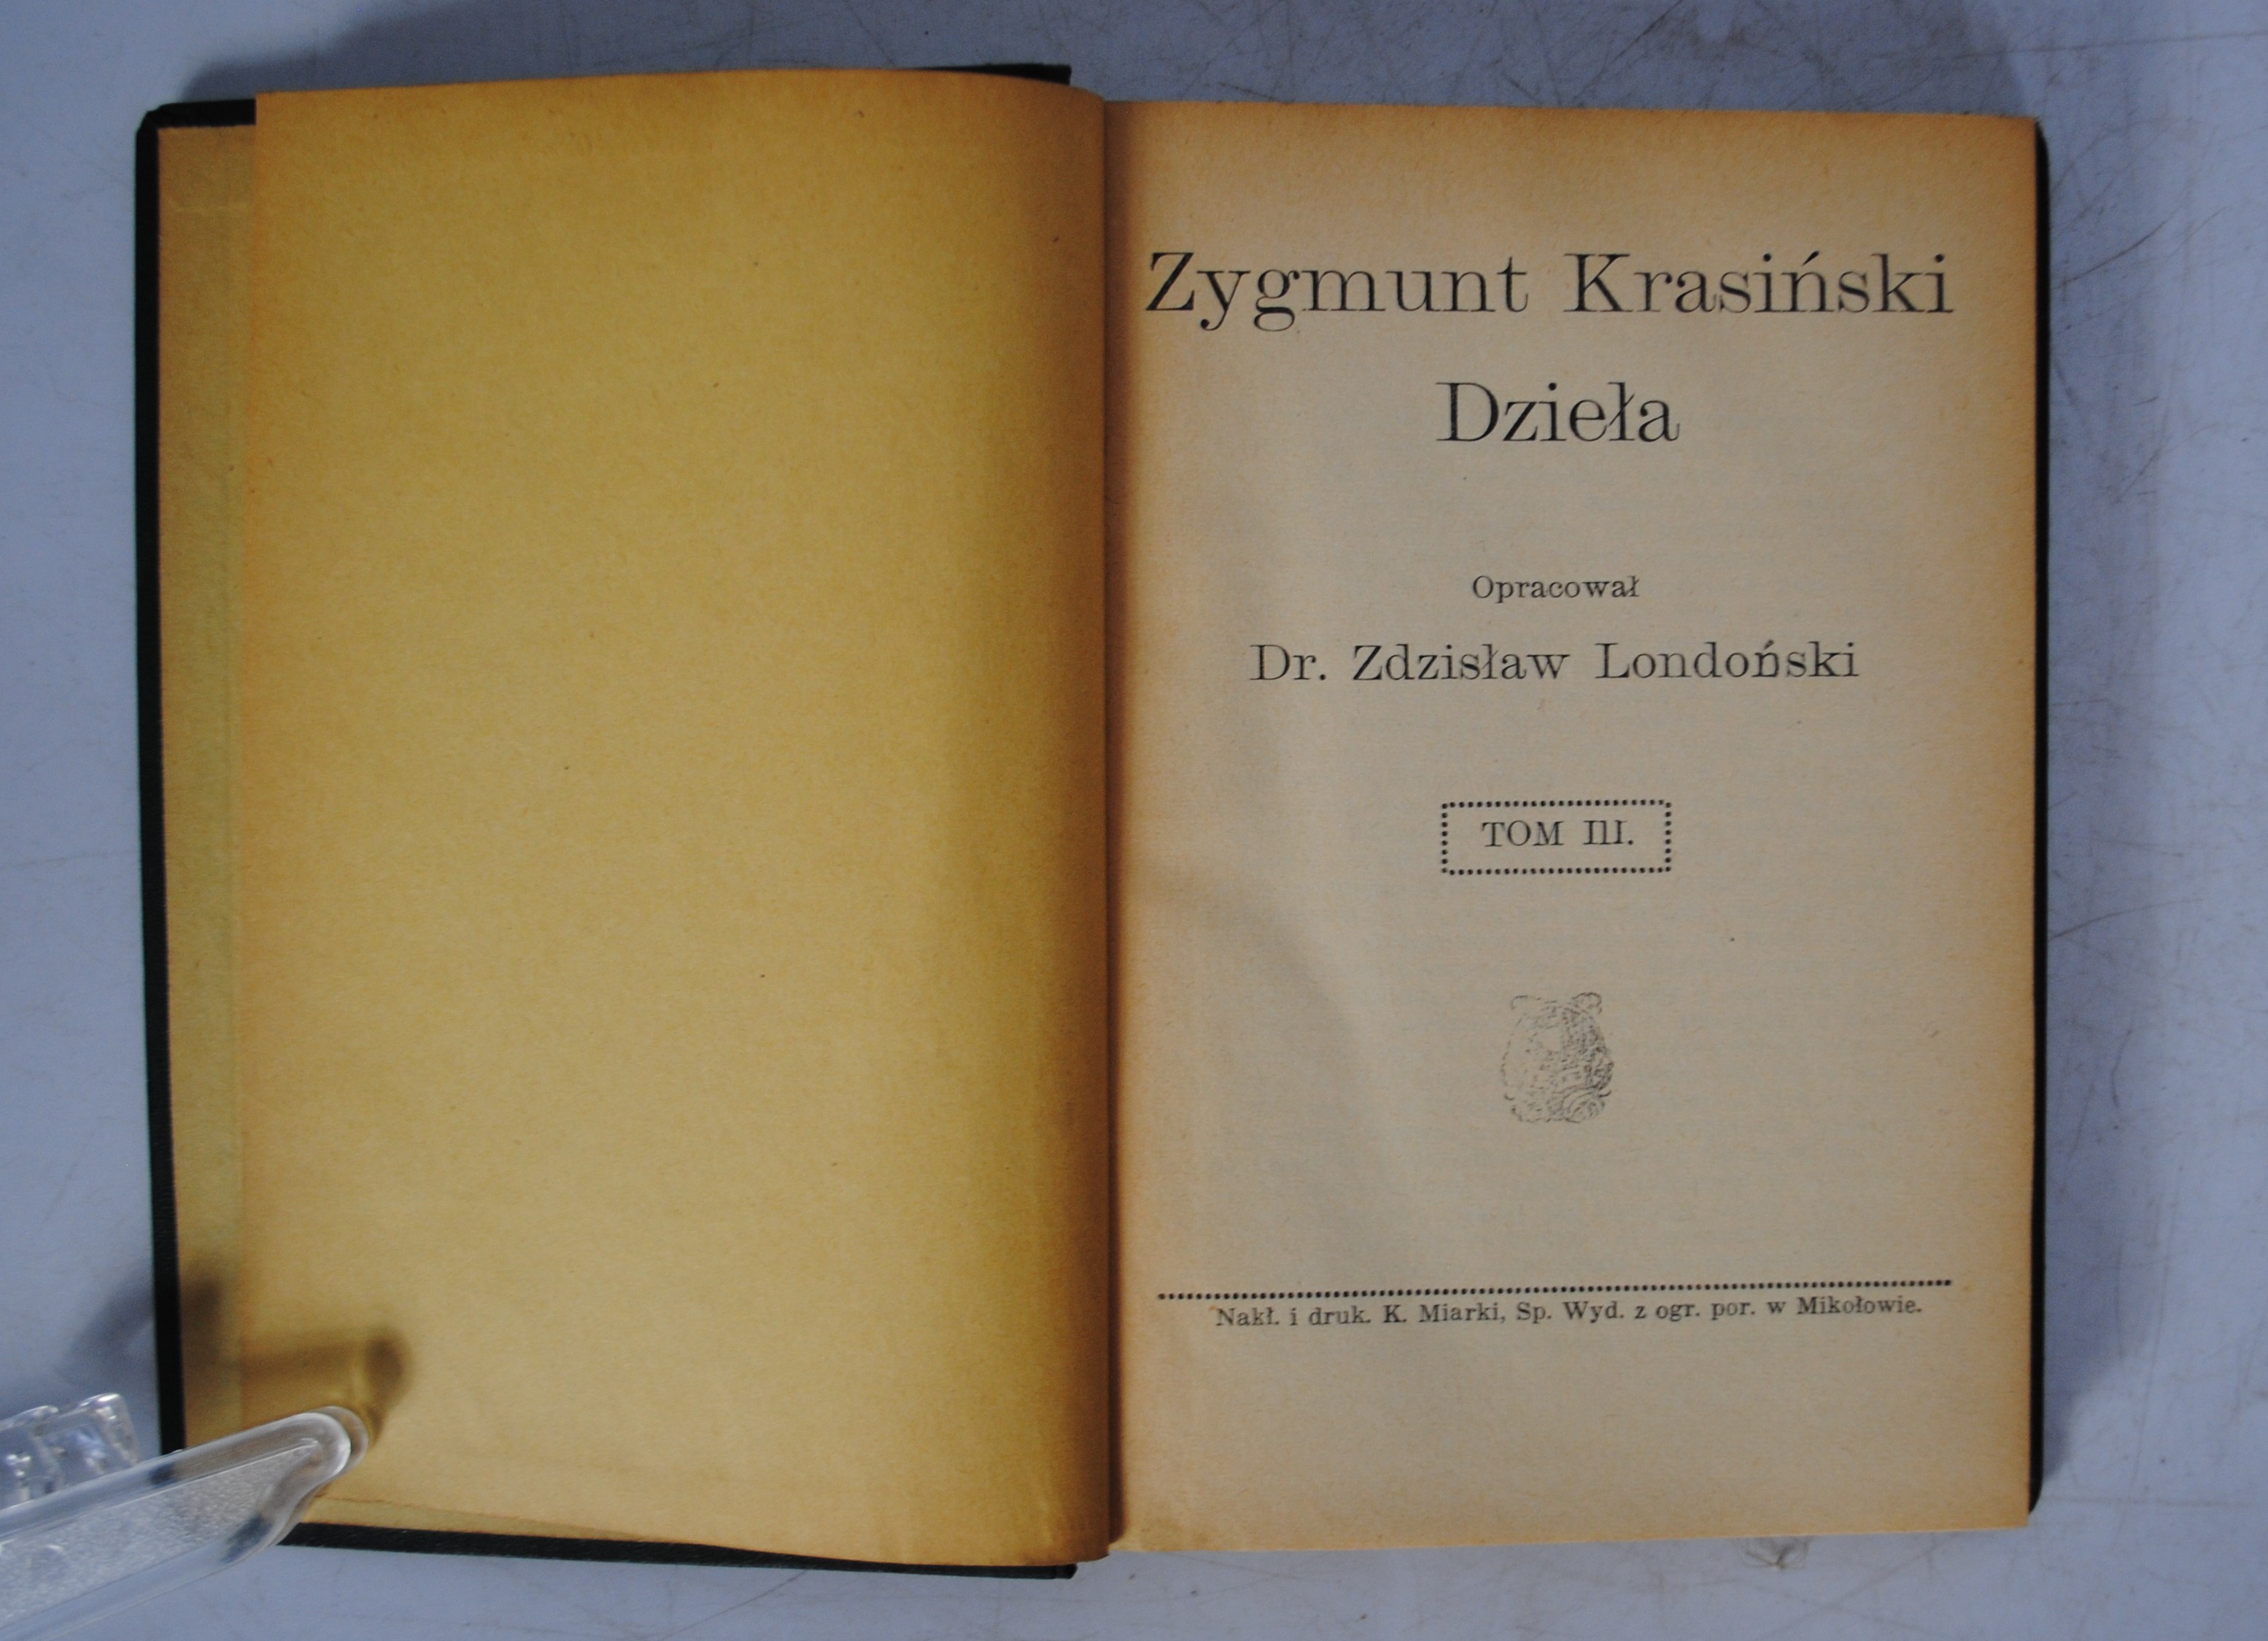 Zygmunt Krasiński
Dzieła
Opracował
Dr. Zdzisław Londoński
TOM III.
Nakł. i druk. K. Miarki, Sp. Wyd. z ogr. por. w Mikołowie.